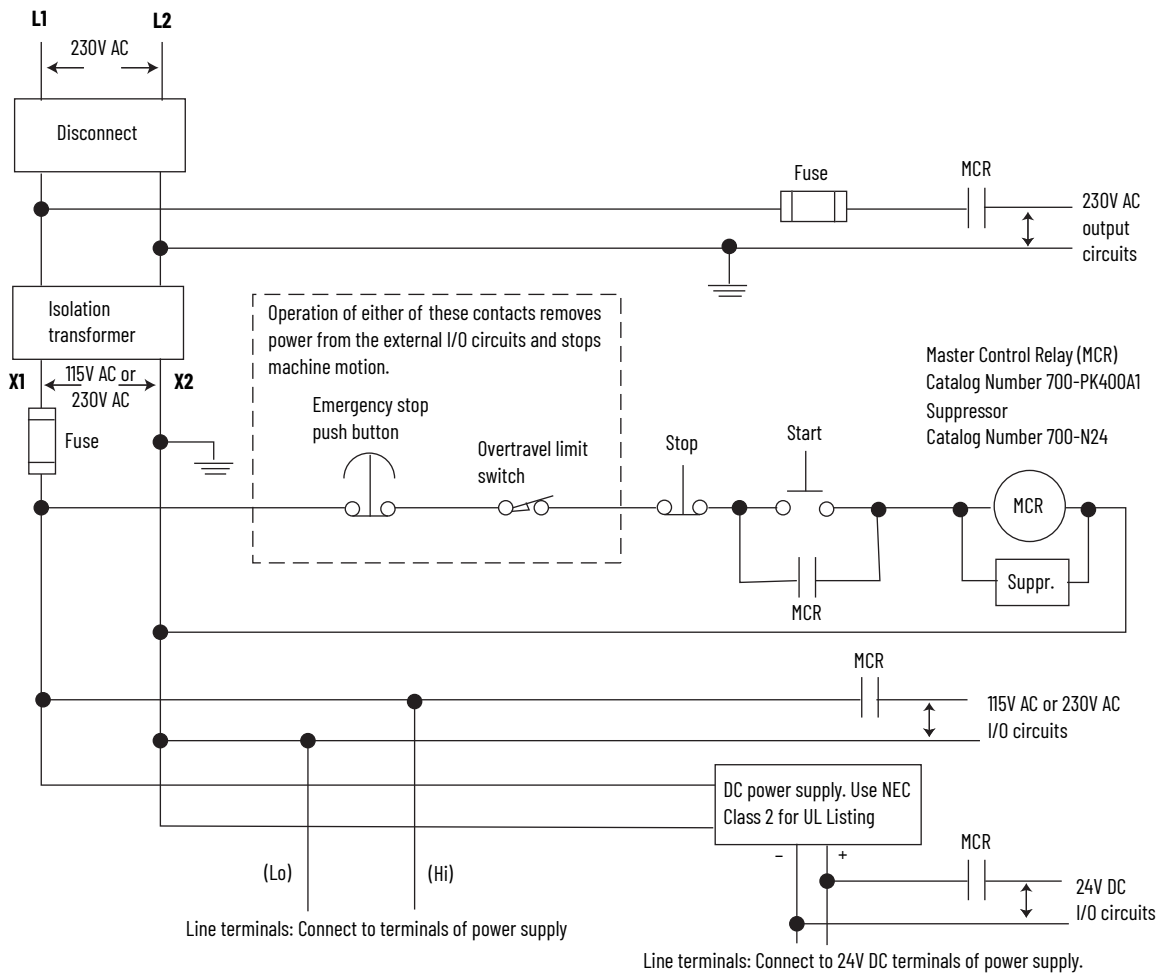 L1
L2
230V AC
Disconnect
Fuse
MCR
230V AC
output
circuits
Isolation
transformer
Operation of either of these contacts removes
power from the external I/O circuits and stops
machine motion.
Master Control Relay (MCR)
Catalog Number 700-PK400A1
Suppressor
Catalog Number 700-N24
X1
115V AC or
230V AC
X2
Fuse
Emergency stop
push button
Overtravel limit
switch
Stop
Start
MCR
Suppr.
MCR
MCR
115V AC or 230V AC
I/O circuits
DC power supply. Use NEC
Class 2 for UL Listing
–
+
MCR
(Lo)
(Hi)
24V DC
I/O circuits
Line terminals: Connect to terminals of power supply
Line terminals: Connect to 24V DC terminals of power supply.